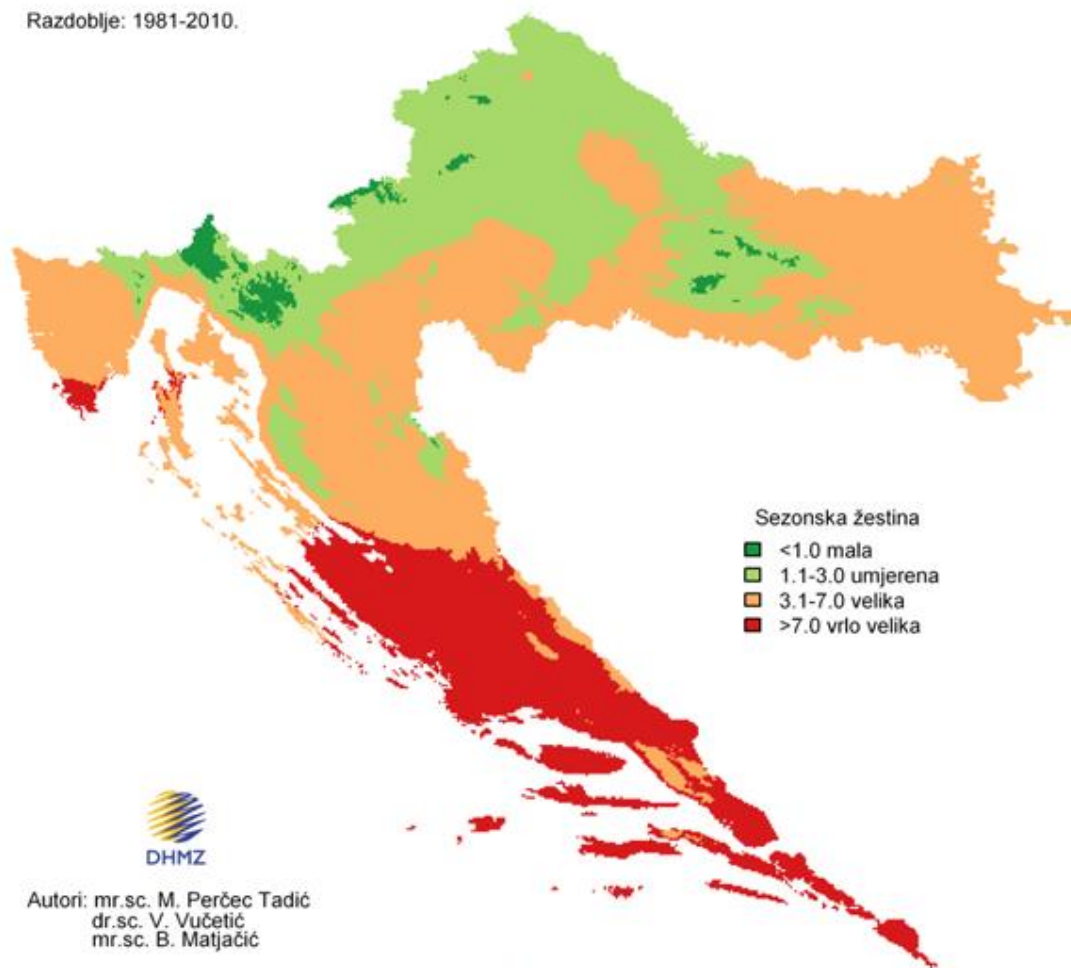 Razdoblje: 1981-2010.
Sezonska žestina
<1.0 mala
1.1-3.0 umjerena
3.1-7.0 velika
>7.0 vrlo velika
DHMZ
Autori: mr.sc. M. Perčec Tadić
dr.sc. V. Vučetić
mr.sc. B. Matjačić